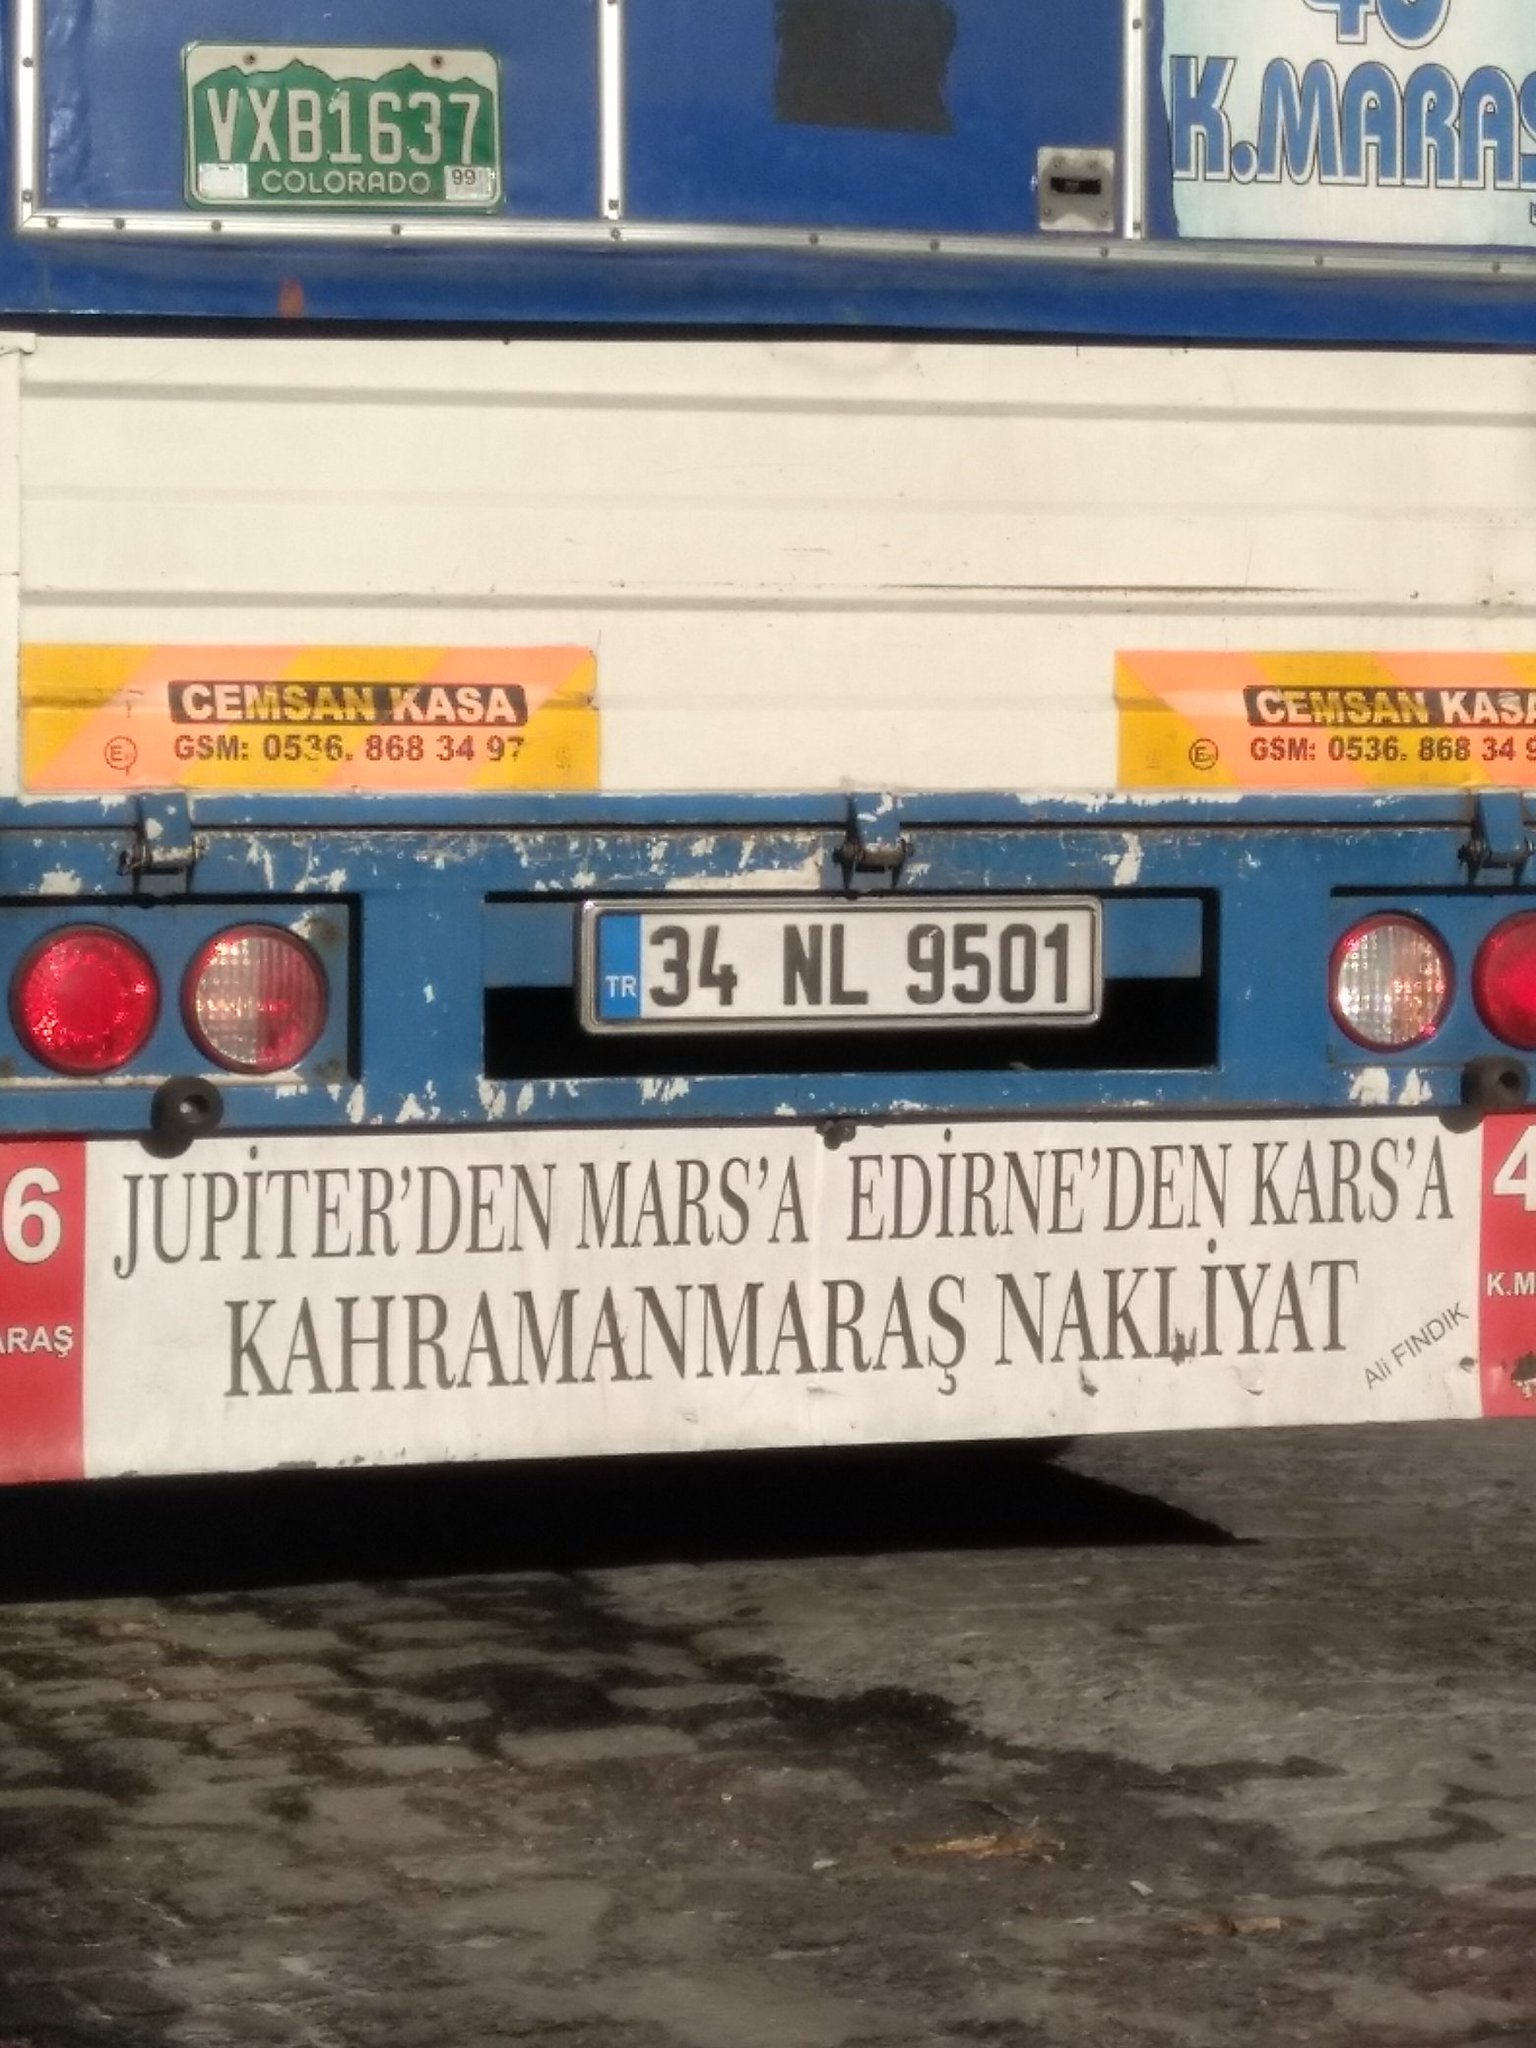 VXB1637
COLORADO 99
K.MARAŞ
CEMSAN KASA
GSM: 0536. 868 34 97
CEMSAN KASA
GSM: 0536. 868 34 9
TR 34 NL 9501
JUPİTER'DEN MARS'A EDİRNE'DEN KARS'A
KAHRAMANMARAŞ NAKLİYAT
Ali FINDIK
6
ARAŞ
4
K.M